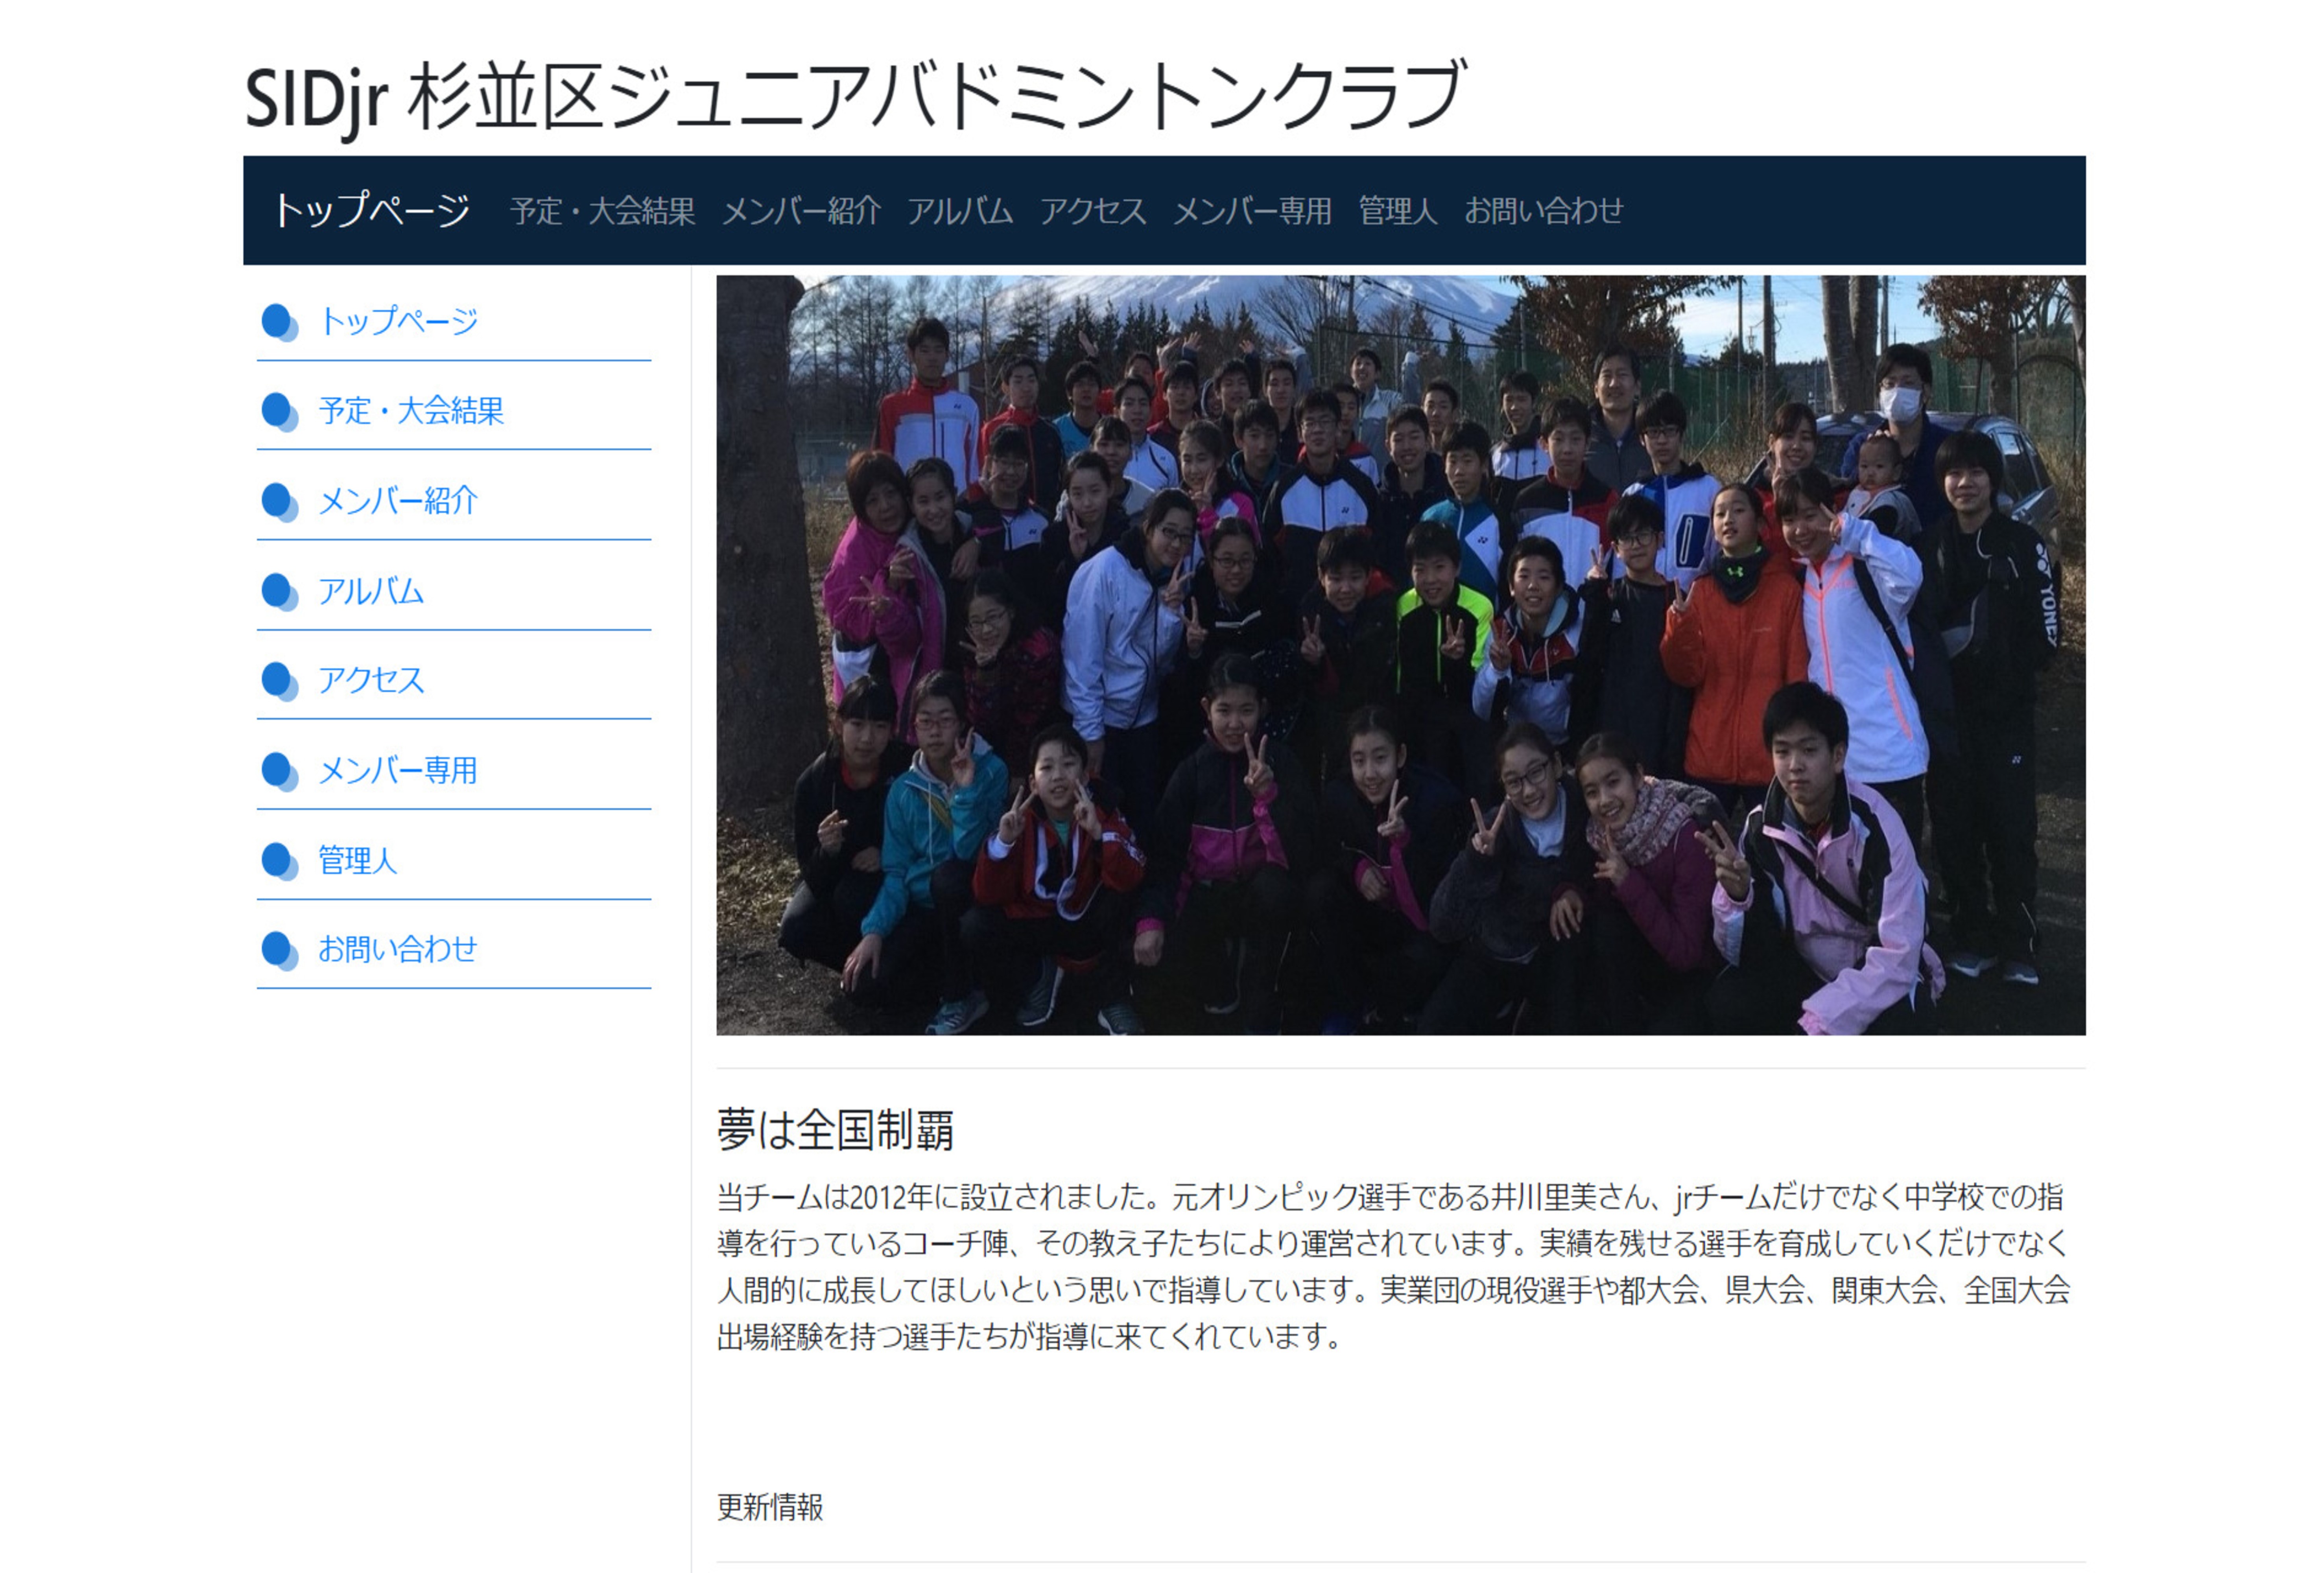 SIDjr 杉並区ジュニアバドミントンクラブ
トップページ 予定・大会結果 メンバー紹介 アルバム アクセス メンバー専用 管理人 お問い合わせ
トップページ
予定・大会結果
メンバー紹介
アルバム
アクセス
メンバー専用
管理人
お問い合わせ
YONEX
夢は全国制覇
当チームは2012年に設立されました。元オリンピック選手である井川里美さん、jrチームだけでなく中学校での指
導を行っているコーチ陣、その教え子たちにより運営されています。実績を残せる選手を育成していくだけでなく
人間的に成長してほしいという思いで指導しています。実業団の現役選手や都大会、県大会、関東大会、全国大会
出場経験を持つ選手たちが指導に来てくれています。
更新情報